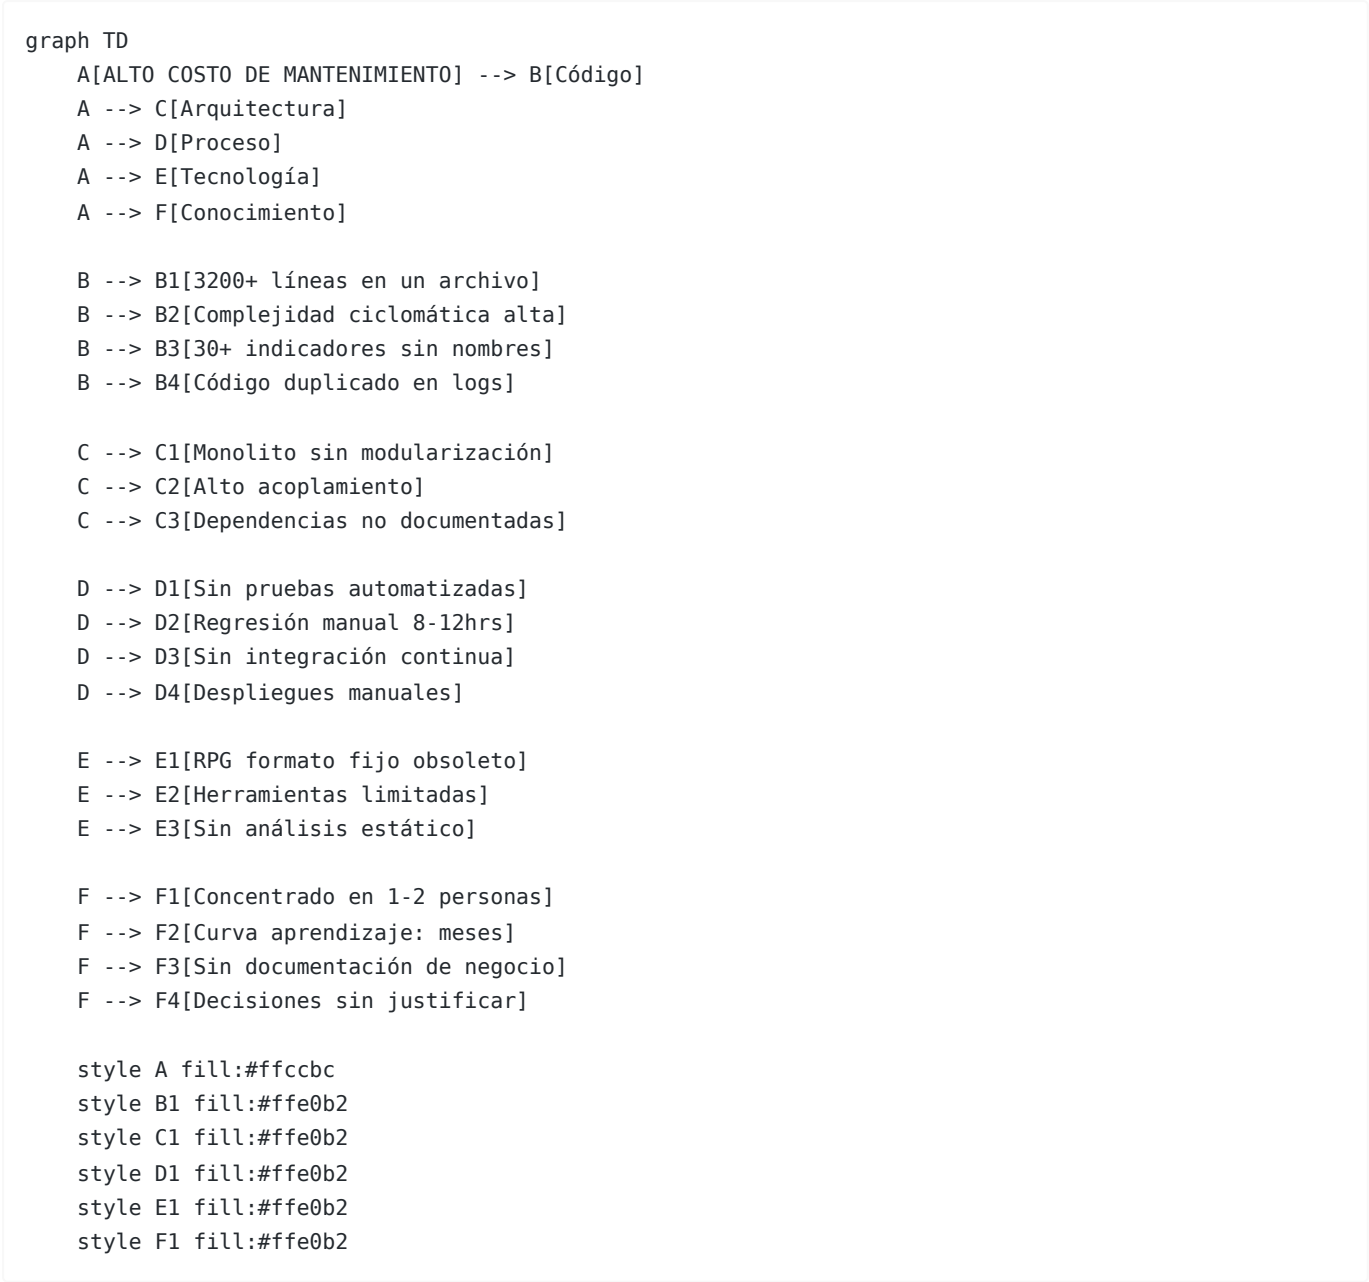 graph TD
    A[ALTO COSTO DE MANTENIMIENTO] --> B[Código]
    A --> C[Arquitectura]
    A --> D[Proceso]
    A --> E[Tecnología]
    A --> F[Conocimiento]

    B --> B1[3200+ líneas en un archivo]
    B --> B2[Complejidad ciclomática alta]
    B --> B3[30+ indicadores sin nombres]
    B --> B4[Código duplicado en logs]

    C --> C1[Monolito sin modularización]
    C --> C2[Alto acoplamiento]
    C --> C3[Dependencias no documentadas]

    D --> D1[Sin pruebas automatizadas]
    D --> D2[Regresión manual 8-12hrs]
    D --> D3[Sin integración continua]
    D --> D4[Despliegues manuales]

    E --> E1[RPG formato fijo obsoleto]
    E --> E2[Herramientas limitadas]
    E --> E3[Sin análisis estático]

    F --> F1[Concentrado en 1-2 personas]
    F --> F2[Curva aprendizaje: meses]
    F --> F3[Sin documentación de negocio]
    F --> F4[Decisiones sin justificar]

    style A fill:#ffccbc
    style B1 fill:#ffe0b2
    style C1 fill:#ffe0b2
    style D1 fill:#ffe0b2
    style E1 fill:#ffe0b2
    style F1 fill:#ffe0b2